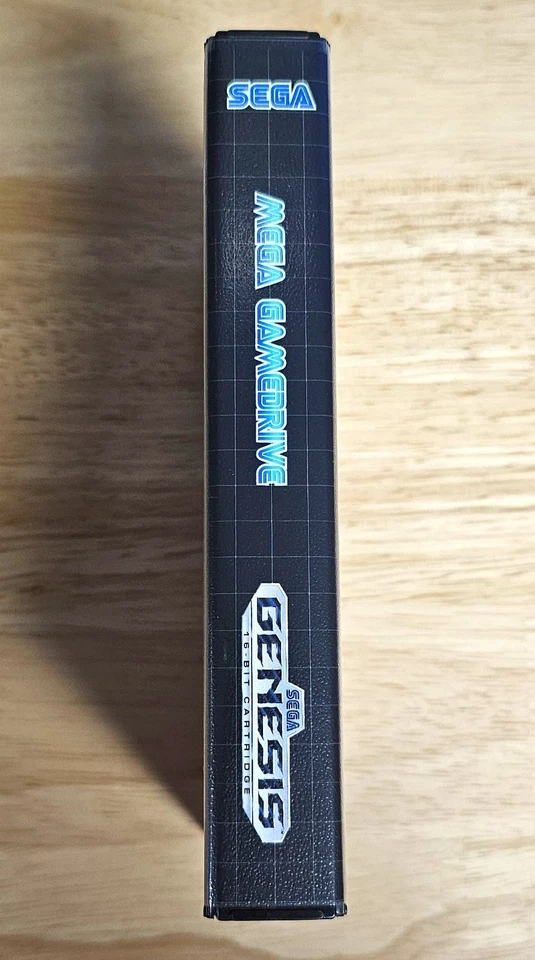 SEGA
MEGA GAMEDRIVE
SEGA
GENESIS
16-BIT CARTRIDGE